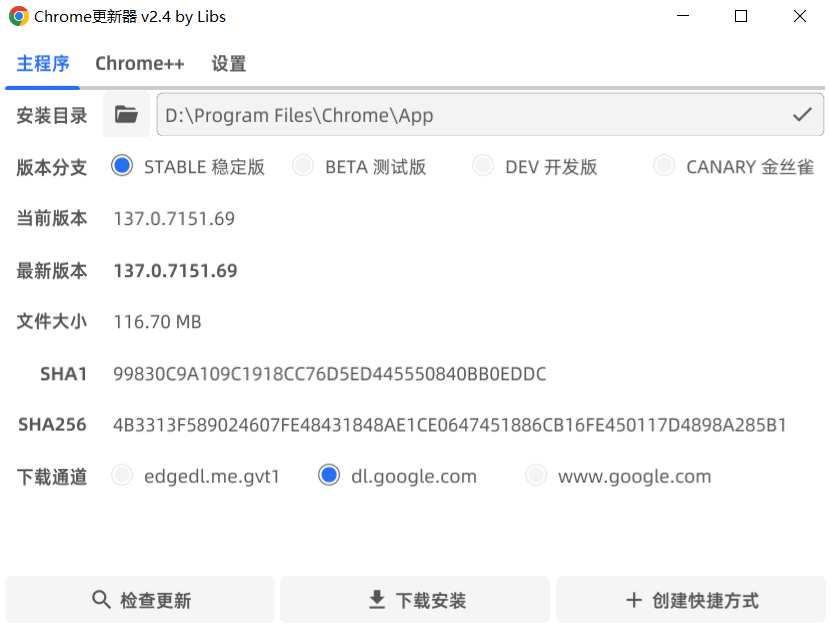 Chrome更新器 v2.4 by Libs
主程序 Chrome++ 设置
安装目录 D:\Program Files\Chrome\App
版本分支 STABLE 稳定版 BETA 测试版 DEV 开发版 CANARY 金丝雀
当前版本 137.0.7151.69
最新版本 137.0.7151.69
文件大小 116.70 MB
SHA1 99830C9A109C1918CC76D5ED445550840BB0EDDC
SHA256 4B3313F589024607FE48431848AE1CE0647451886CB16FE450117D4898A285B1
下载通道 edgedl.me.gvt1 dl.google.com www.google.com
检查更新 下载安装 创建快捷方式